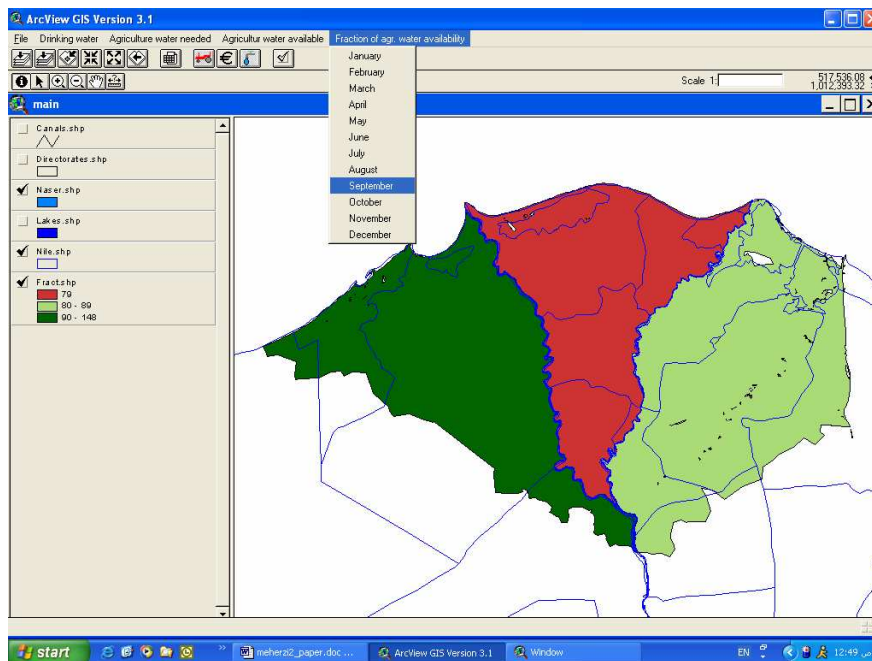 ArcView GIS Version 3.1
File Drinking water Agriculture water needed Agricultur water available Fraction of agr. water availability
January
February
March
April
May
June
July
August
September
October
November
December
Scale 1:
517,536.08
1,012,393.32
main
Canals.shp
Directorates.shp
Naser.shp
Lakes.shp
Nile.shp
Fract.shp
79
80 - 89
90 - 148
start meherzi2_paper.doc ... ArcView GIS Version 3.1 Window EN 12:49 ص